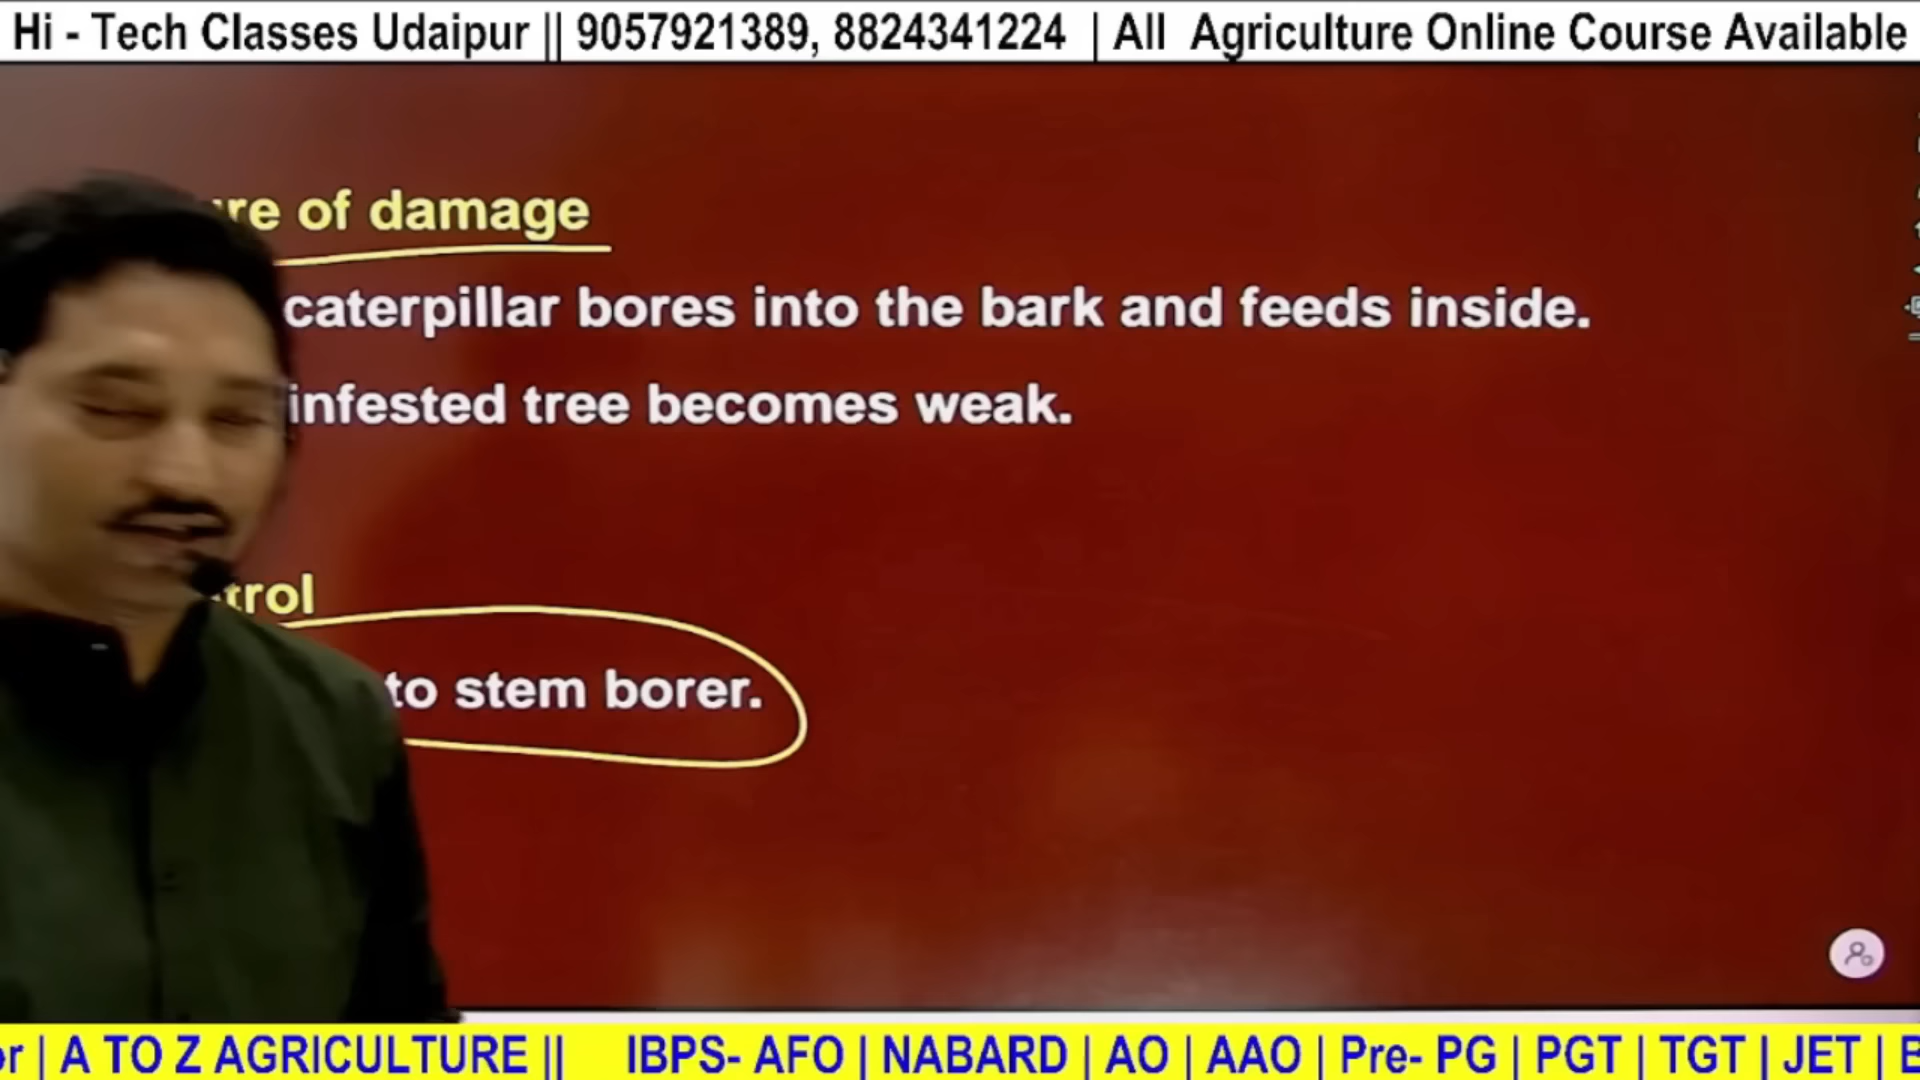 Hi - Tech Classes Udaipur || 9057921389, 8824341224 | All Agriculture Online Course Available
of damage
caterpillar bores into the bark and feeds inside.
infested tree becomes weak.
to stem borer.
| A TO Z AGRICULTURE || IBPS- AFO | NABARD | AO | AAO | Pre- PG | PGT | TGT | JET |